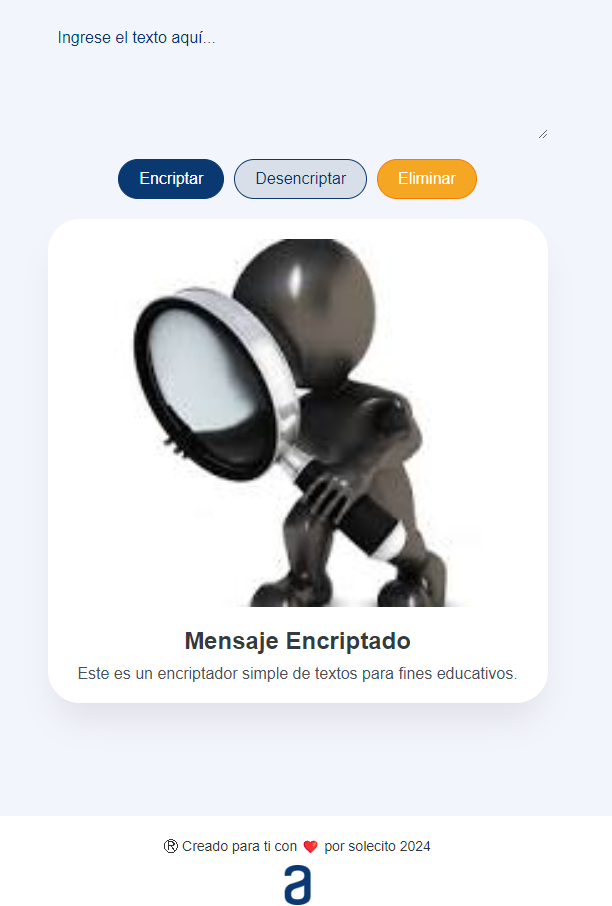 Ingrese el texto aquí...
Encriptar Desencriptar Eliminar
Mensaje Encriptado
Este es un encriptador simple de textos para fines educativos.
® Creado para ti con ❤️ por solecito 2024
a